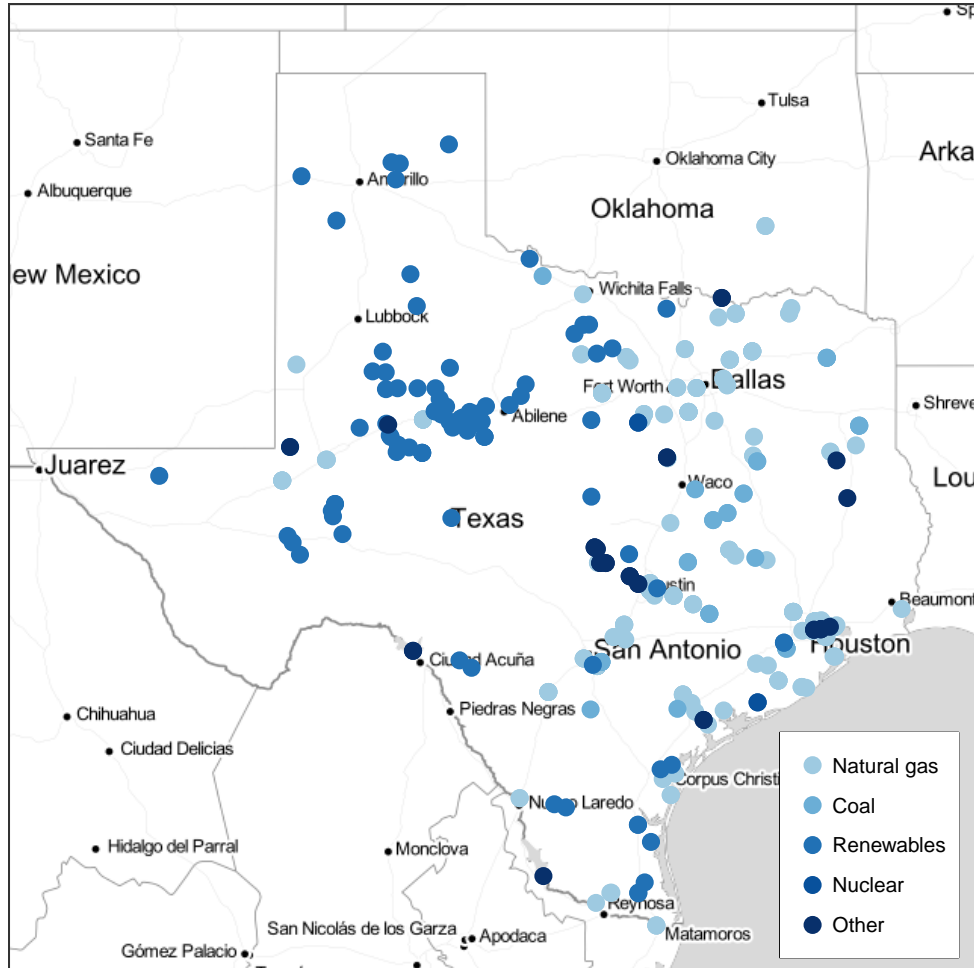 Sp
Tulsa
Santa Fe
Oklahoma City
Arka
Amarillo
Albuquerque
Oklahoma
ew Mexico
Wichita Falls
Lubbock
Dallas
Fort Worth
Shreve
Abilene
Juarez
Lou
Waco
Texas
Beaumont
Houston
San Antonio
Ciudad Acuña
Piedras Negras
Chihuahua
Ciudad Delicias
Natural gas
Corpus Christi
Coal
Nuevo Laredo
Renewables
Hidalgo del Parral
Monclova
Nuclear
Reynosa
Other
San Nicolás de los Garza
Apodaca
Matamoros
Gómez Palacio